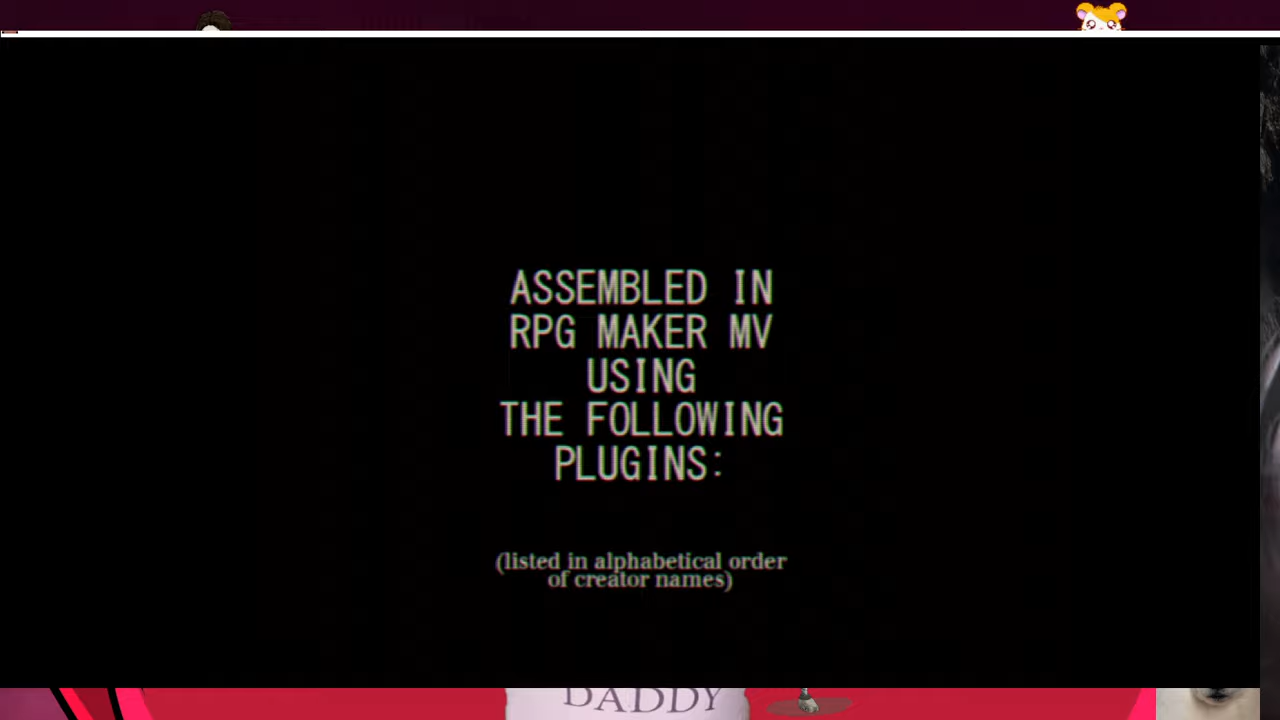 ASSEMBLED IN
RPG MAKER MV
USING
THE FOLLOWING
PLUGINS:
(listed in alphabetical order
of creator names)
DADDY